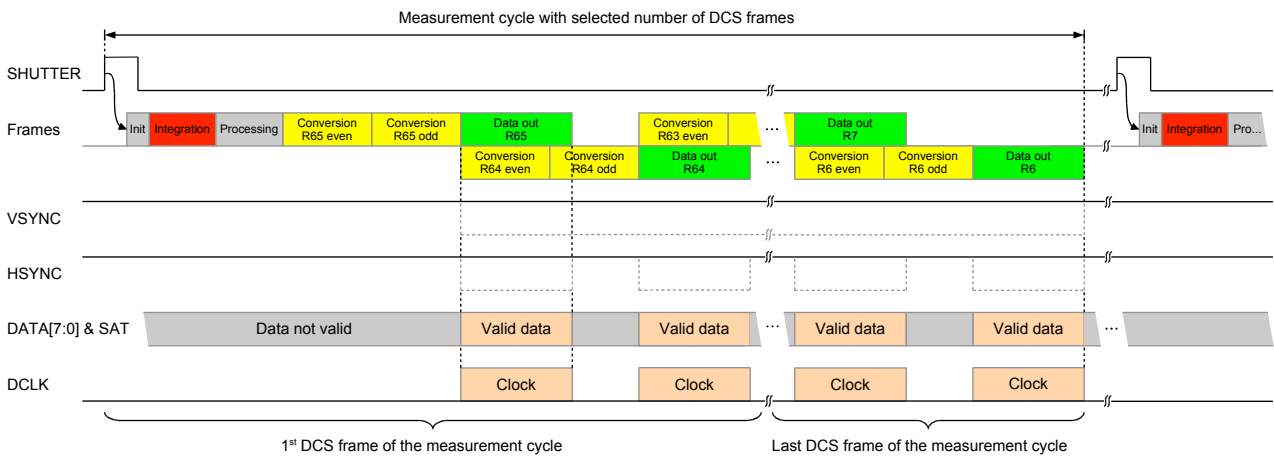 Measurement cycle with selected number of DCS frames
SHUTTER
Frames
Init
Integration
Processing
Conversion
R65 even
Conversion
R65 odd
Data out
R65
Conversion
R63 even
...
Data out
R7
Init
Integration
Pro...
Conversion
R64 even
Conversion
R64 odd
Data out
R64
...
Conversion
R6 even
Conversion
R6 odd
Data out
R6
VSYNC
HSYNC
DATA[7:0] & SAT
Data not valid
Valid data
Valid data
...
Valid data
Valid data
...
DCLK
Clock
Clock
Clock
Clock
1st DCS frame of the measurement cycle
Last DCS frame of the measurement cycle